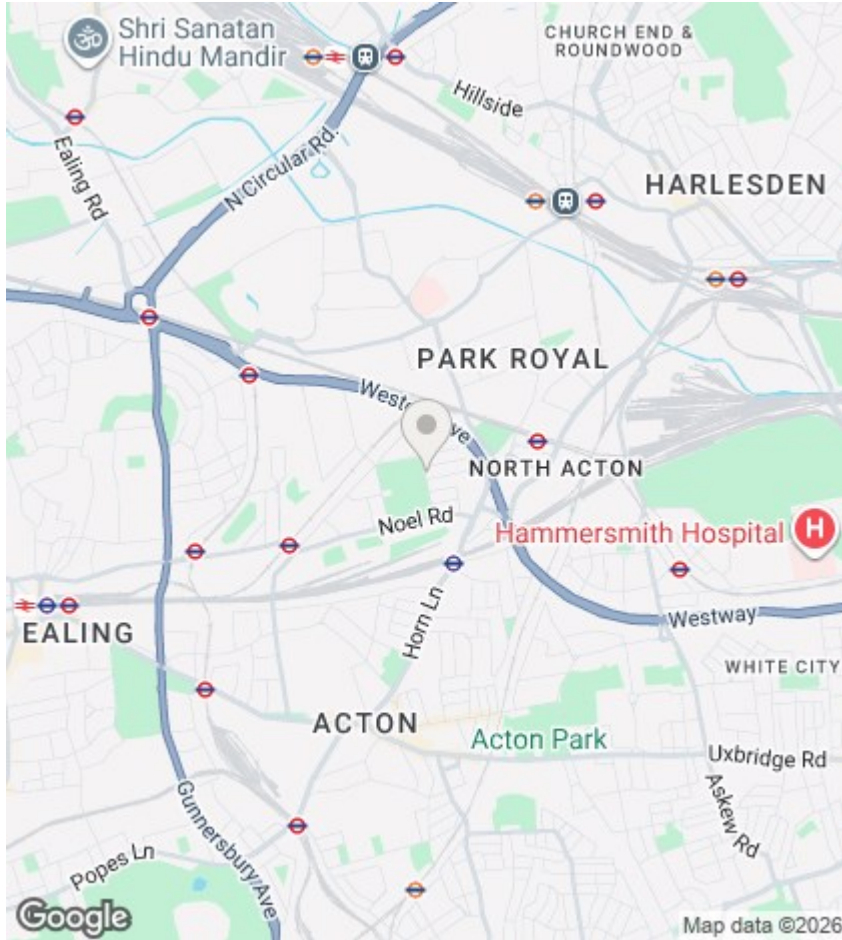 Shri Sanatan
Hindu Mandir
CHURCH END &
ROUNDWOOD
Hillside
Ealing Rd
N Circular Rd.
HARLESDEN
PARK ROYAL
NORTH ACTON
Noel Rd
Hammersmith Hospital
H
Horn Ln
EALING
Westway
WHITE CITY
ACTON
Acton Park
Uxbridge Rd
Askew Rd
Gunnersbury Ave
Popes Ln
Google
Map data ©2026